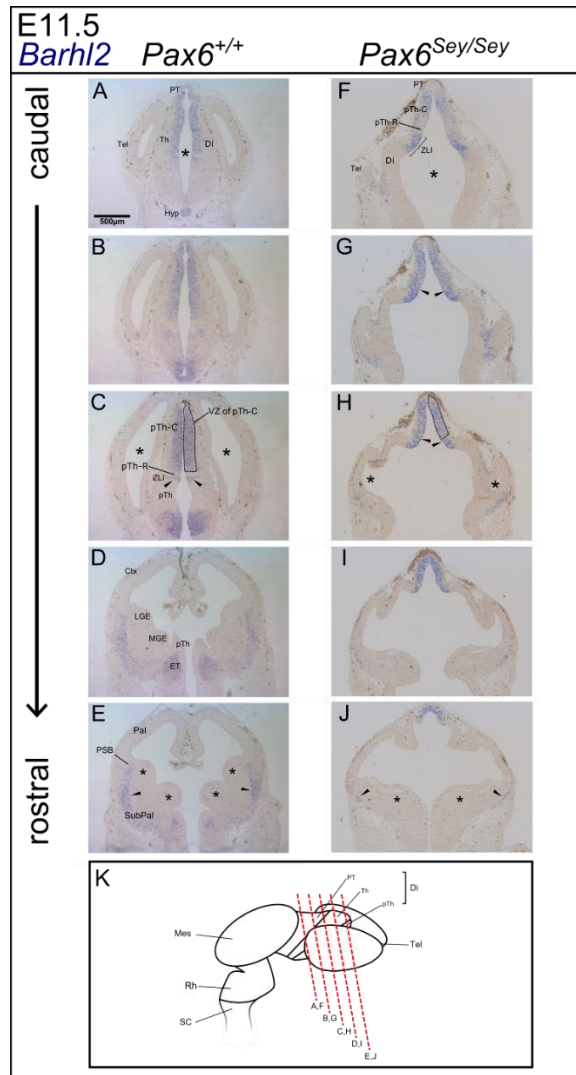 E11.5
Barhl2 Pax6+/+ Pax6Sey/Sey
caudal
rostral
A
PT
Tel
Th
Di
*
Hyp
500µm
F
PT
pTh-C
pTh-R
ZLI
Di
Tel
*
B
G
C
VZ of pTh-C
pTh-C
* *
pTh-R
ZLI
pTh
H
* *
D
Ctx
LGE
MGE
pTh
ET
I
E
Pal
PSB
* *
* *
SubPal
J
* *
K
PT
Th
Di
pTh
Mes
Tel
Rh
SC
A,F
B,G
C,H
D,I
E,J